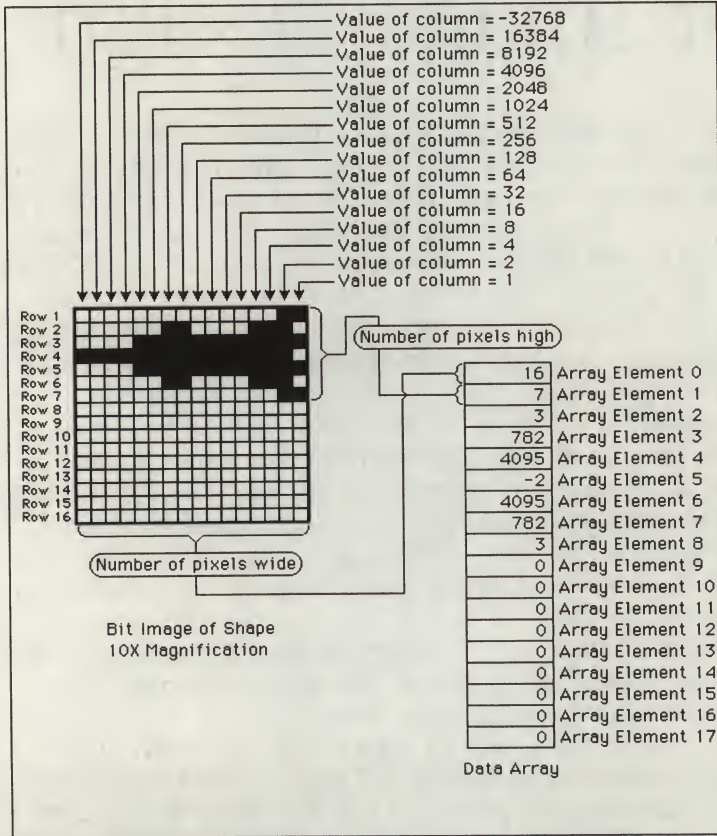 Value of column = -32768
Value of column = 16384
Value of column = 8192
Value of column = 4096
Value of column = 2048
Value of column = 1024
Value of column = 512
Value of column = 256
Value of column = 128
Value of column = 64
Value of column = 32
Value of column = 16
Value of column = 8
Value of column = 4
Value of column = 2
Value of column = 1
Row 1
Row 2
Row 3
Row 4
Row 5
Row 6
Row 7
Row 8
Row 9
Row 10
Row 11
Row 12
Row 13
Row 14
Row 15
Row 16
Number of pixels high
Number of pixels wide
Bit Image of Shape
10X Magnification
16 Array Element 0
7 Array Element 1
3 Array Element 2
782 Array Element 3
4095 Array Element 4
-2 Array Element 5
4095 Array Element 6
782 Array Element 7
3 Array Element 8
0 Array Element 9
0 Array Element 10
0 Array Element 11
0 Array Element 12
0 Array Element 13
0 Array Element 14
0 Array Element 15
0 Array Element 16
0 Array Element 17
Data Array